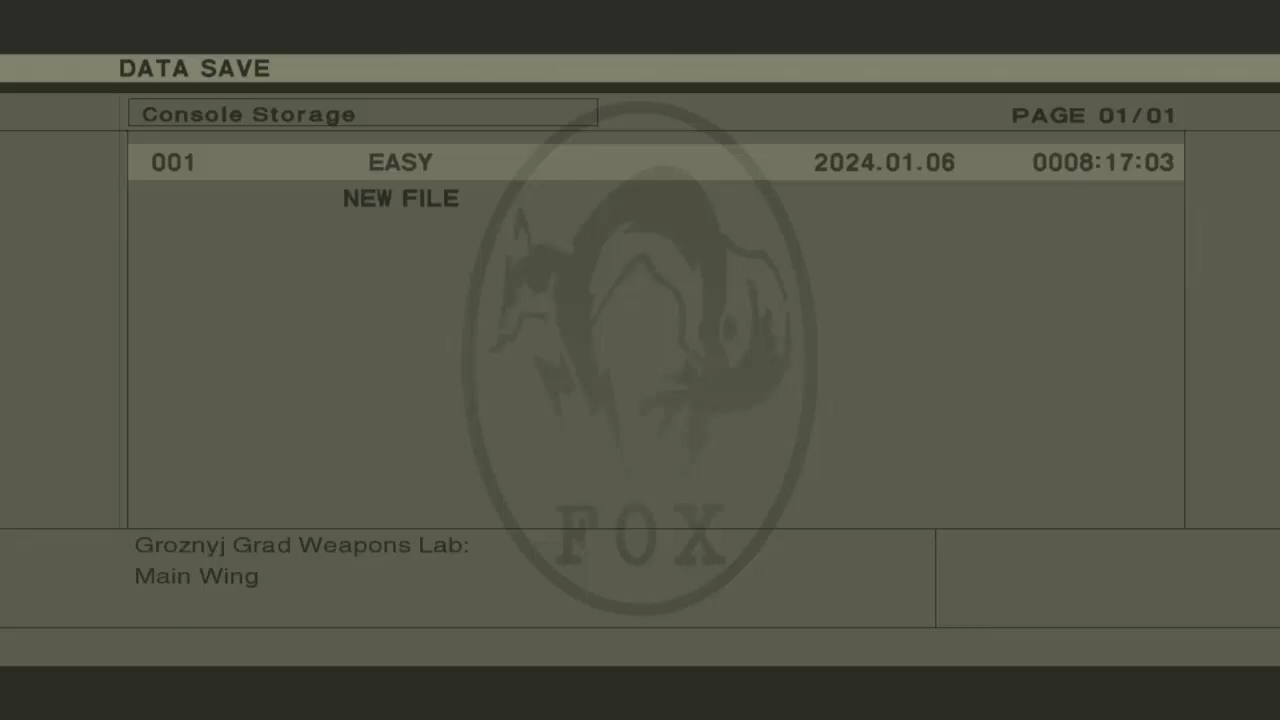 DATA SAVE
Console Storage
PAGE 01/01
001 EASY 2024.01.06 0008:17:03
NEW FILE
FOX
Groznyj Grad Weapons Lab:
Main Wing